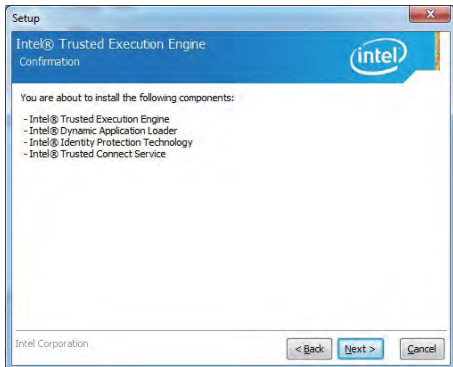 Setup
Intel® Trusted Execution Engine
Confirmation
intel
You are about to install the following components:
- Intel® Trusted Execution Engine
- Intel® Dynamic Application Loader
- Intel® Identity Protection Technology
- Intel® Trusted Connect Service
Intel Corporation
< Back Next > Cancel